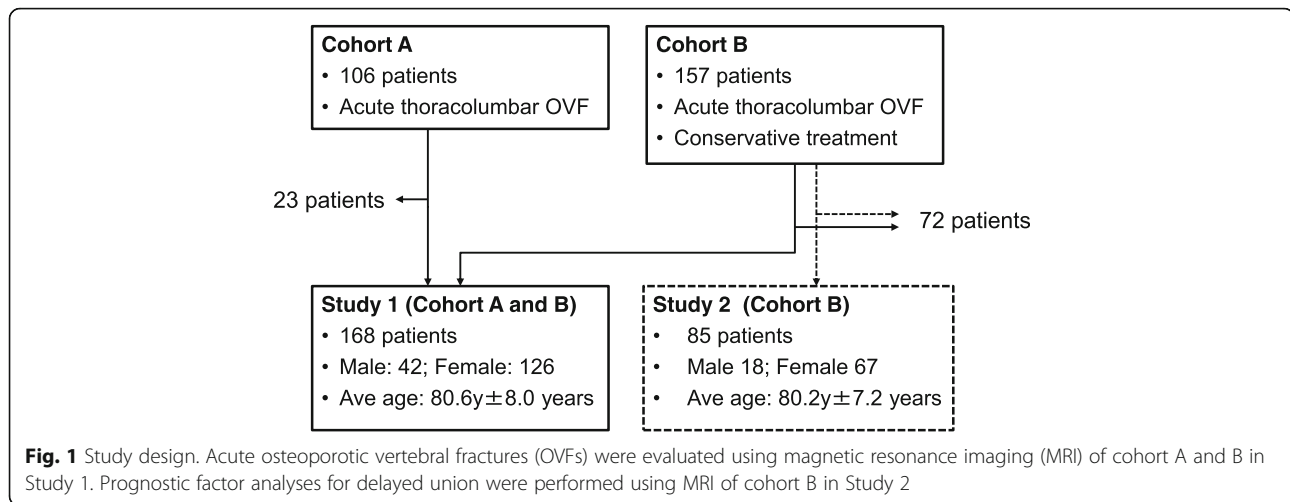 Cohort A
• 106 patients
• Acute thoracolumbar OVF
Cohort B
• 157 patients
• Acute thoracolumbar OVF
• Conservative treatment
23 patients
72 patients
Study 1 (Cohort A and B)
• 168 patients
• Male: 42; Female: 126
• Ave age: 80.6y±8.0 years
Study 2 (Cohort B)
• 85 patients
• Male 18; Female 67
• Ave age: 80.2y±7.2 years
Fig. 1 Study design. Acute osteoporotic vertebral fractures (OVFs) were evaluated using magnetic resonance imaging (MRI) of cohort A and B in
Study 1. Prognostic factor analyses for delayed union were performed using MRI of cohort B in Study 2